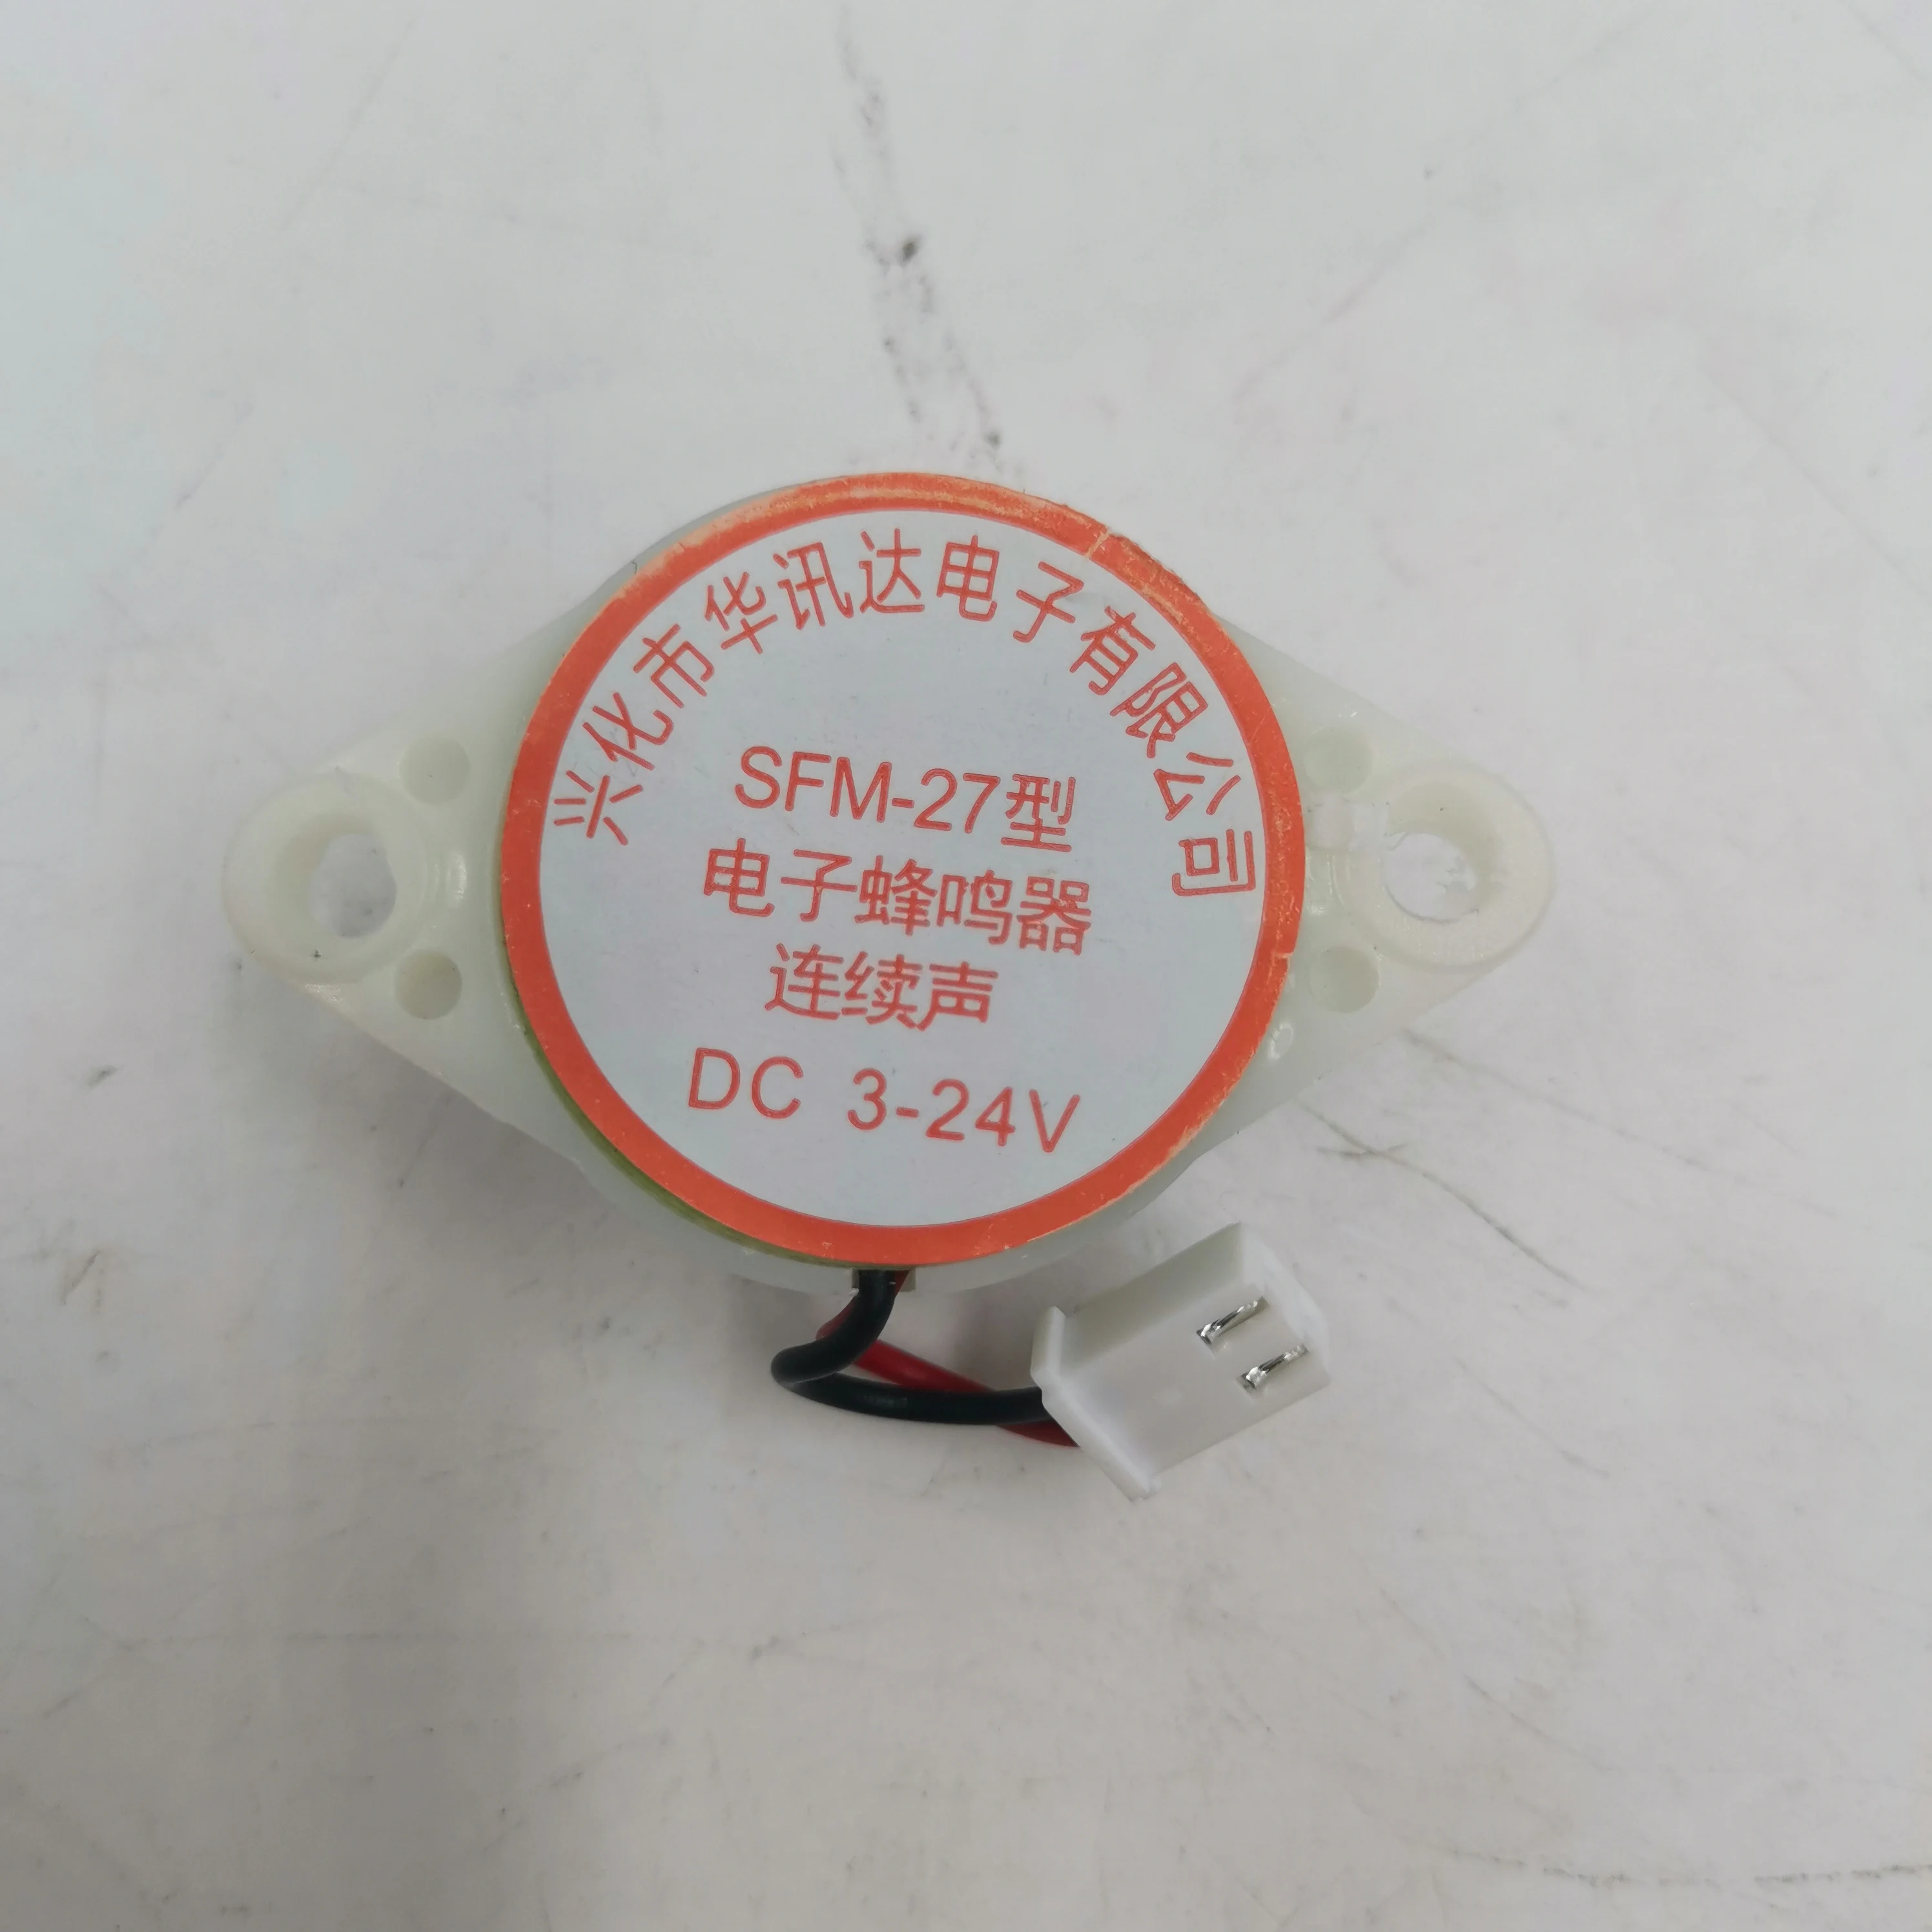 兴化市华讯达电子有限公司
SFM-27型
电子蜂鸣器
连续声
DC 3-24V